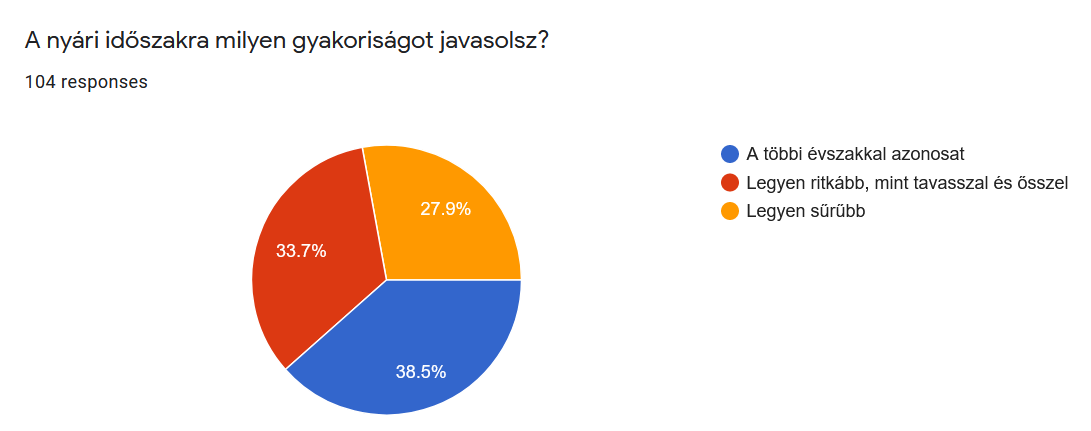 A nyári időszakra milyen gyakoriságot javasolsz?
104 responses
A többi évszakkal azonosat
Legyen ritkább, mint tavasszal és ősszel
Legyen sűrűbb
27.9%
33.7%
38.5%